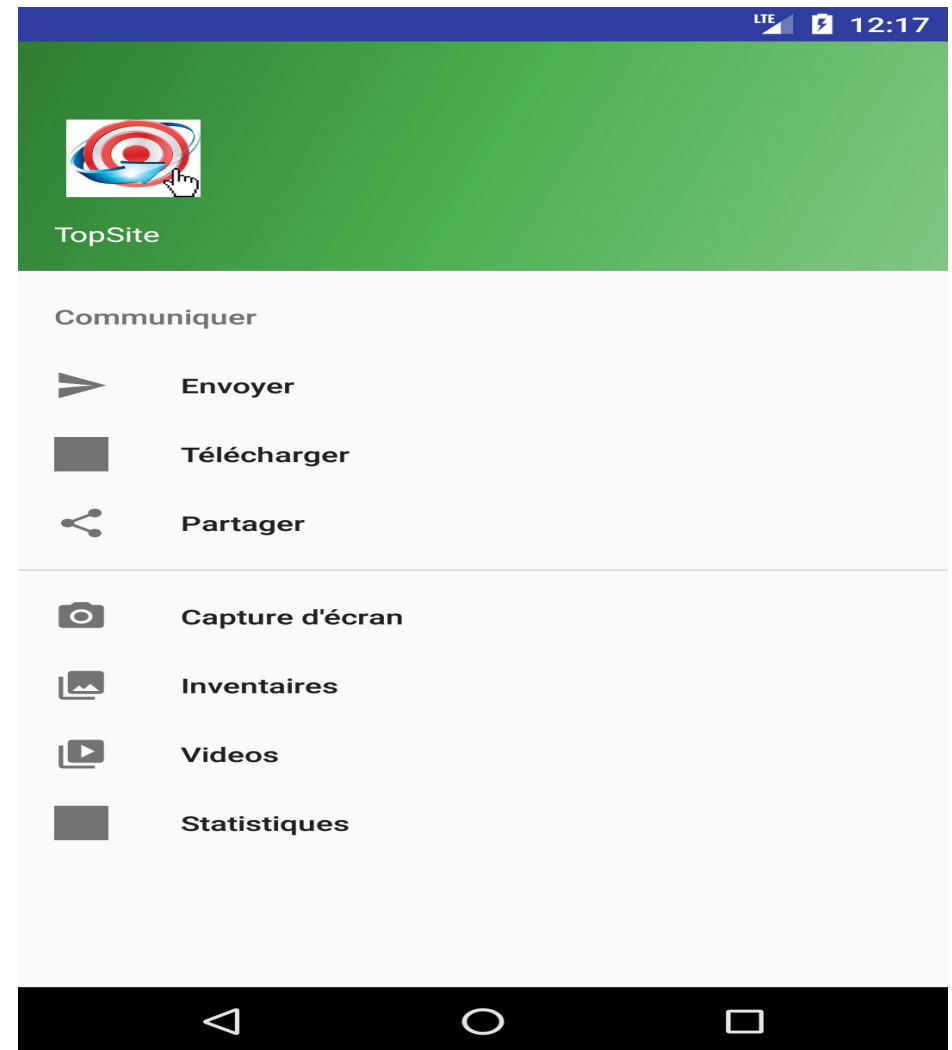 LTE 12:17
TopSite
Communiquer
Envoyer
Télécharger
Partager
Capture d'écran
Inventaires
Videos
Statistiques